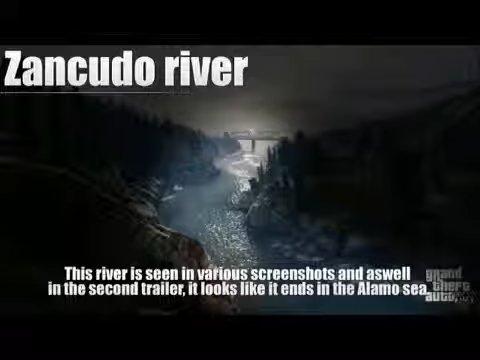 Zancudo river
This river is seen in various screenshots and aswell
in the second trailer, it looks like it ends in the Alamo sea.
grand
theft
auto